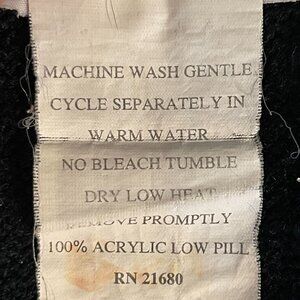 MACHINE WASH GENTLE
CYCLE SEPARATELY IN
WARM WATER
NO BLEACH TUMBLE
DRY LOW HEAT
REMOVE PROMPTLY
100% ACRYLIC LOW PILL
RN 21680